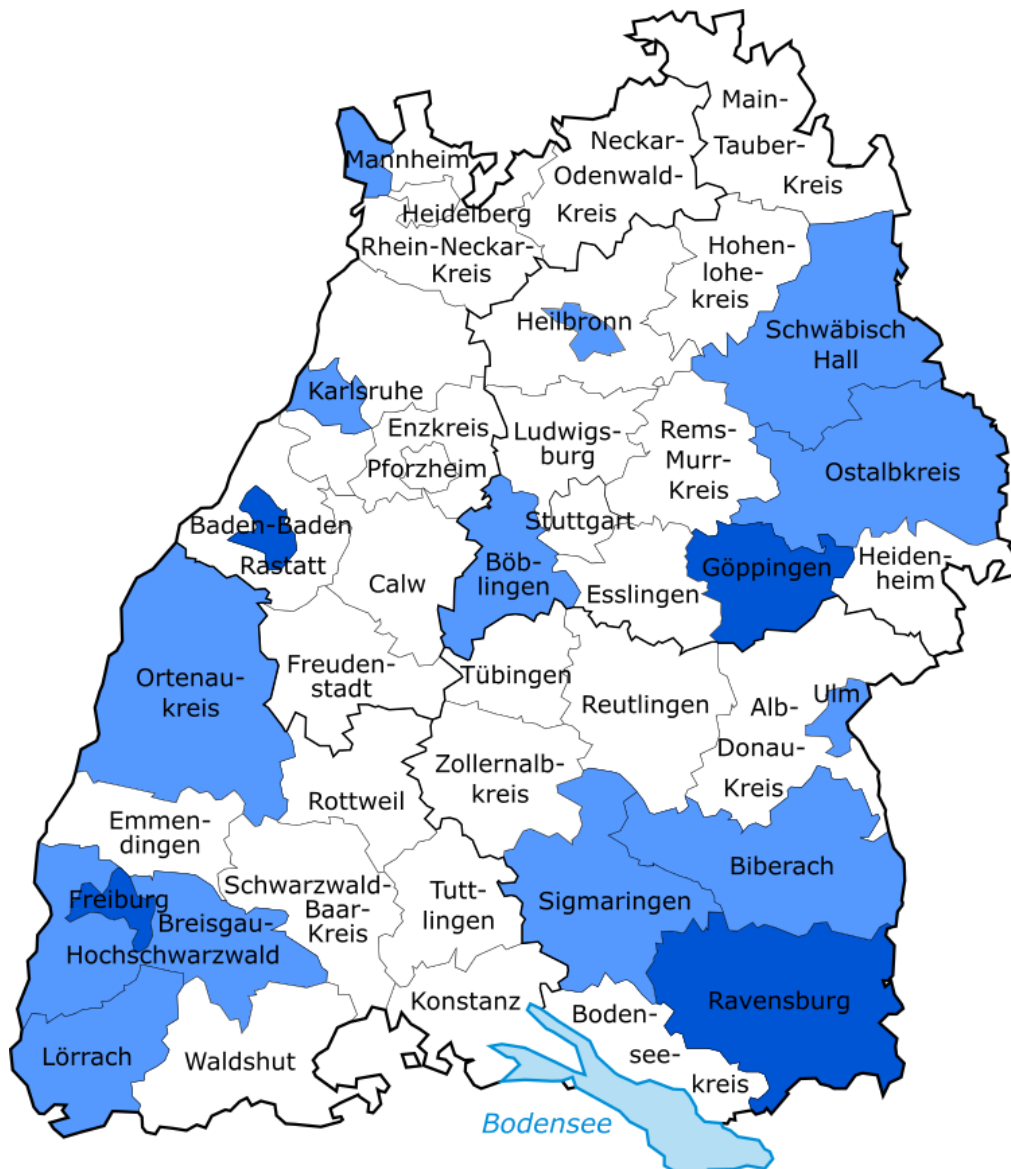 Main-
Tauber-
Kreis
Neckar-
Odenwald-
Kreis
Mannheim
Heidelberg
Rhein-Neckar-
Kreis
Hohen-
lohe-
kreis
Heilbronn
Schwäbisch
Hall
Karlsruhe
Enzkreis
Pforzheim
Ludwigs-
burg
Rems-
Murr-
Kreis
Ostalbkreis
Baden-Baden
Rastatt
Calw
Böb-
lingen
Stuttgart
Esslingen
Göppingen
Heiden-
heim
Ortenau-
kreis
Freuden-
stadt
Tübingen
Reutlingen
Alb-
Donau-
Kreis
Ulm
Zollernalb-
kreis
Rottweil
Emmen-
dingen
Freiburg
Breisgau-
Hochschwarzwald
Schwarzwald-
Baar-
Kreis
Tutt-
lingen
Sigmaringen
Biberach
Lörrach
Waldshut
Konstanz
Boden-
see-
kreis
Ravensburg
Bodensee